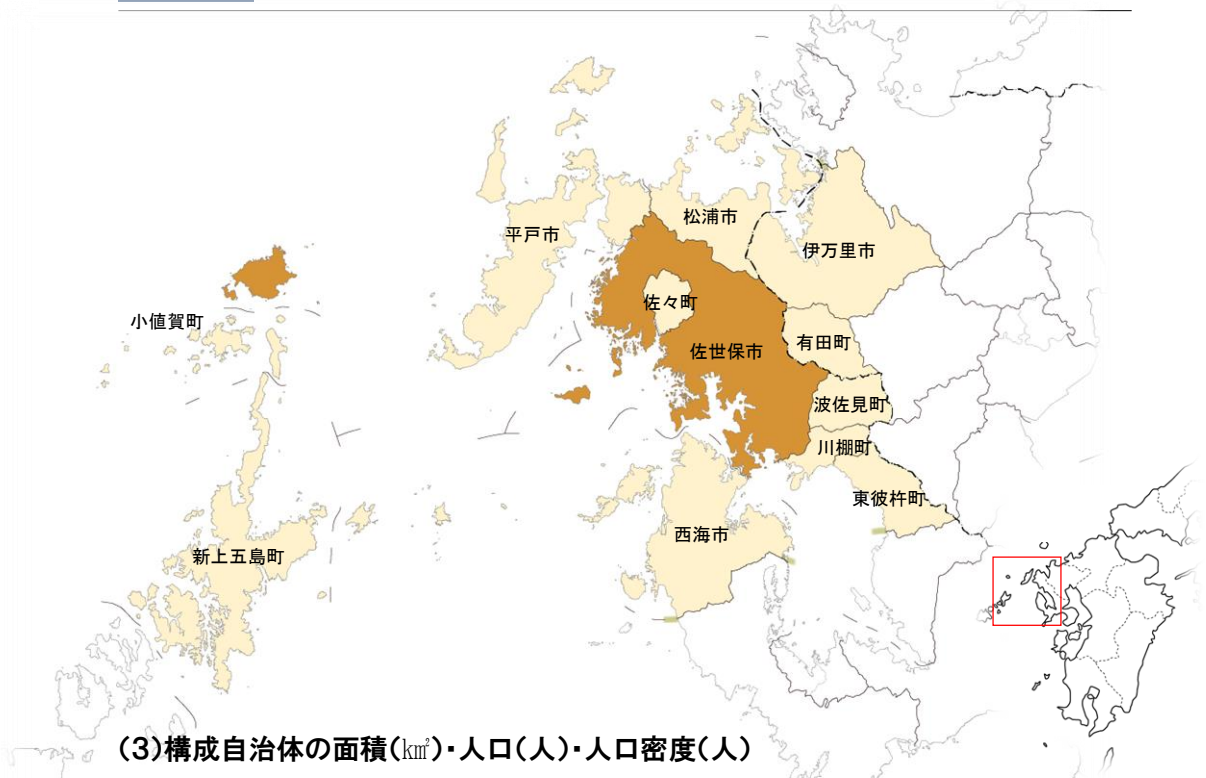 松浦市
平戸市
伊万里市
佐々町
小値賀町
有田町
佐世保市
波佐見町
川棚町
東彼杵町
西海市
新上五島町
(3)構成自治体の面積(㎢)・人口(人)・人口密度(人)